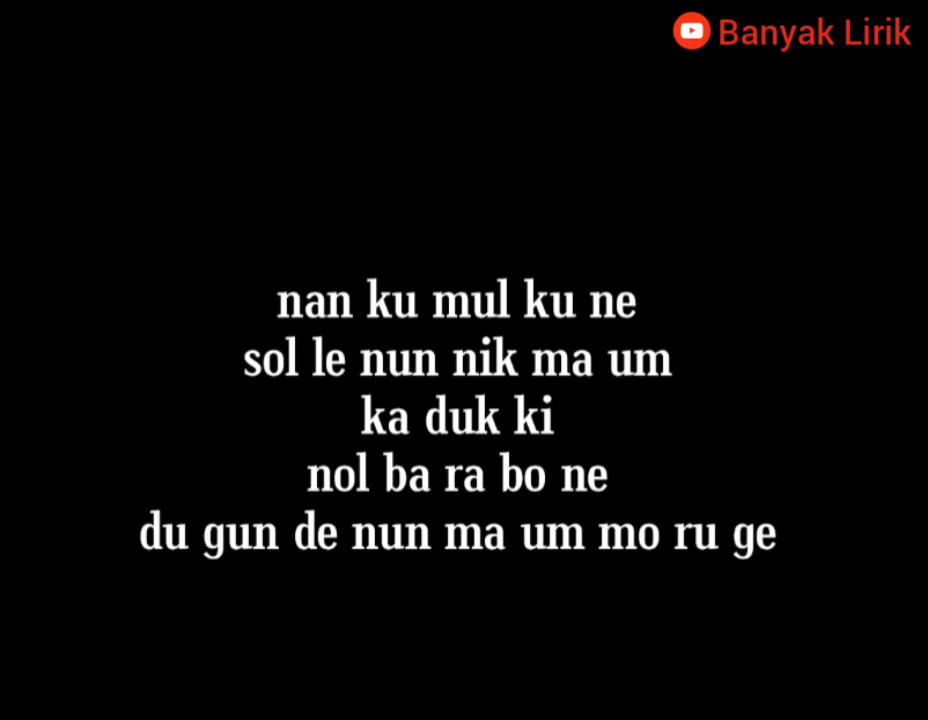 Banyak Lirik
nan ku mul ku ne
sol le nun nik ma um
ka duk ki
nol ba ra bo ne
du gun de nun ma um mo ru ge